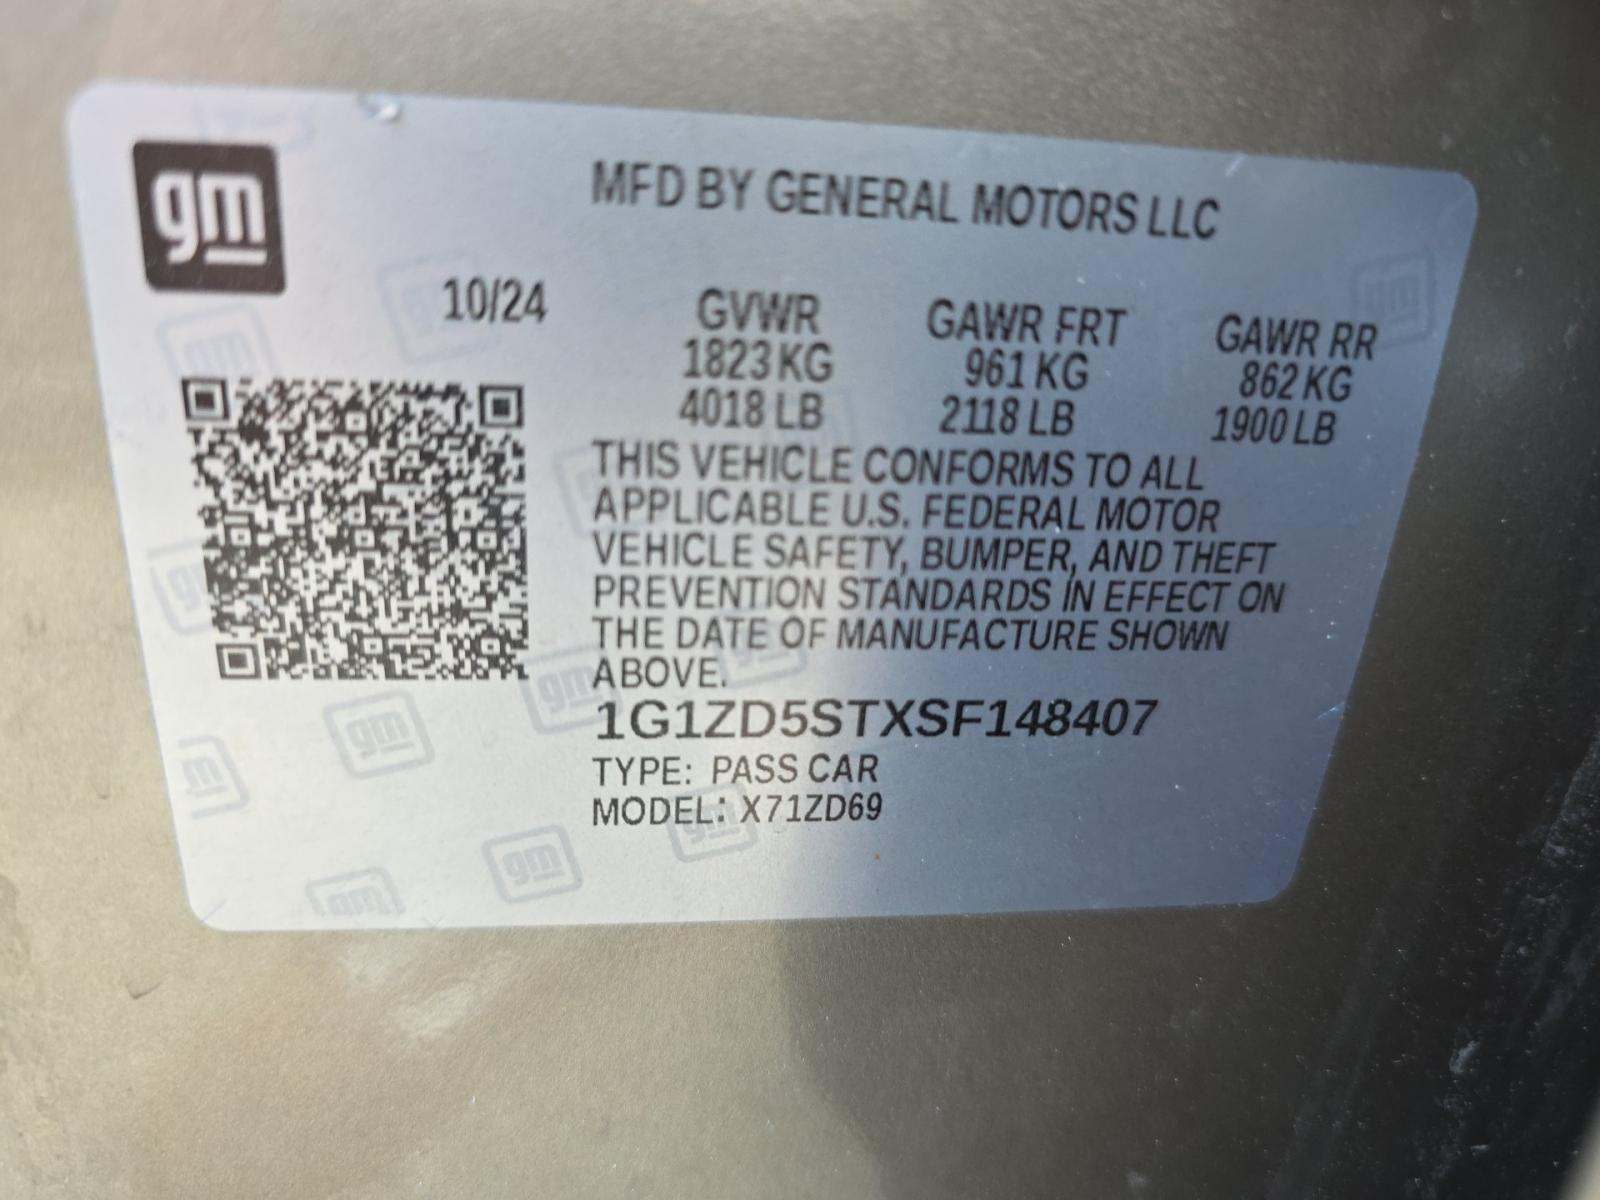 gm
MFD BY GENERAL MOTORS LLC
10/24
GVWR GAWR FRT GAWR RR
1823 KG 961 KG 862 KG
4018 LB 2118 LB 1900 LB
THIS VEHICLE CONFORMS TO ALL
APPLICABLE U.S. FEDERAL MOTOR
VEHICLE SAFETY, BUMPER, AND THEFT
PREVENTION STANDARDS IN EFFECT ON
THE DATE OF MANUFACTURE SHOWN
ABOVE.
1G1ZD5STXSF148407
TYPE: PASS CAR
MODEL: X71ZD69